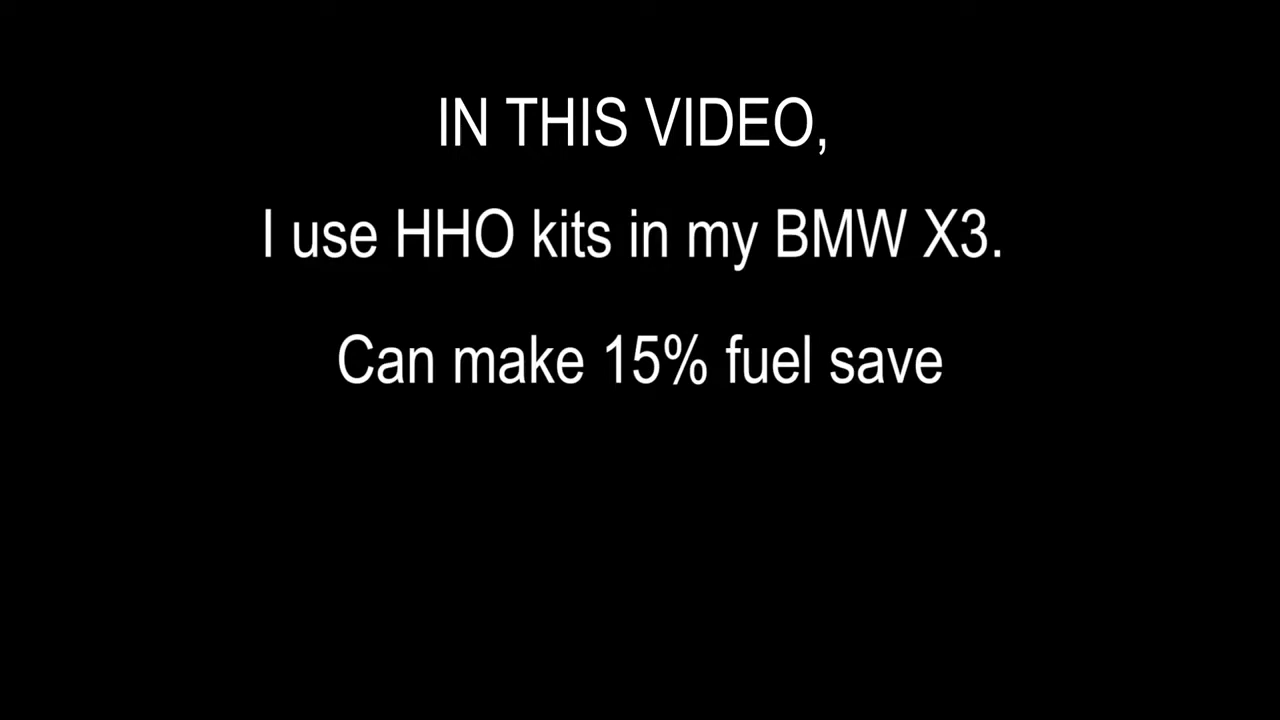 IN THIS VIDEO,
I use HHO kits in my BMW X3.
Can make 15% fuel save